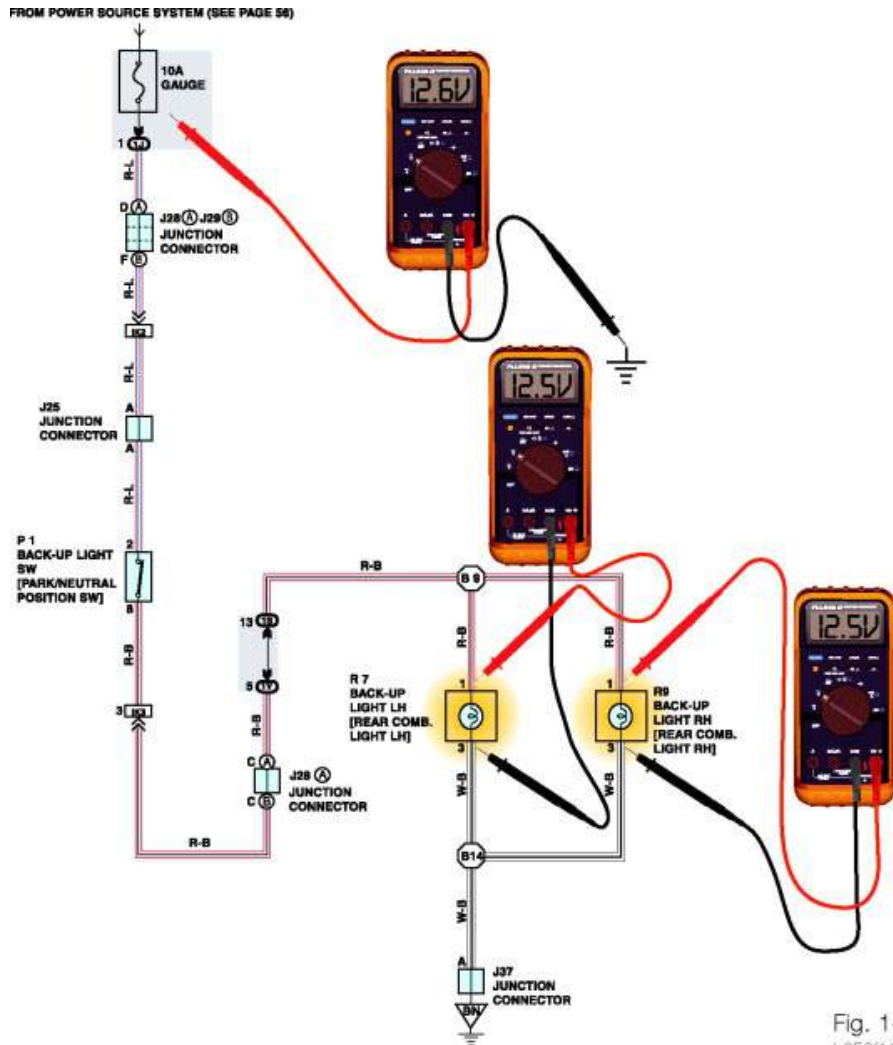 FROM POWER SOURCE SYSTEM (SEE PAGE 56)
10A
GAUGE
12.6V
1
R-L
D A
J28 A J29 B
JUNCTION
CONNECTOR
F B
R-L
R-L
J25
JUNCTION
CONNECTOR
A
A
12.5V
R-L
P 1
BACK-UP LIGHT
SW
[PARK/NEUTRAL
POSITION SW]
2
R-B
B 9
12.5V
13
R-B
R-B
R-B
5
R 7
BACK-UP
LIGHT LH
[REAR COMB.
LIGHT LH]
1
3
1
3
R9
BACK-UP
LIGHT RH
[REAR COMB.
LIGHT RH]
3
R-B
C A
C B
J28 A
JUNCTION
CONNECTOR
W-B
W-B
R-B
B14
W-B
A
J37
JUNCTION
CONNECTOR
BN
Fig. 1-